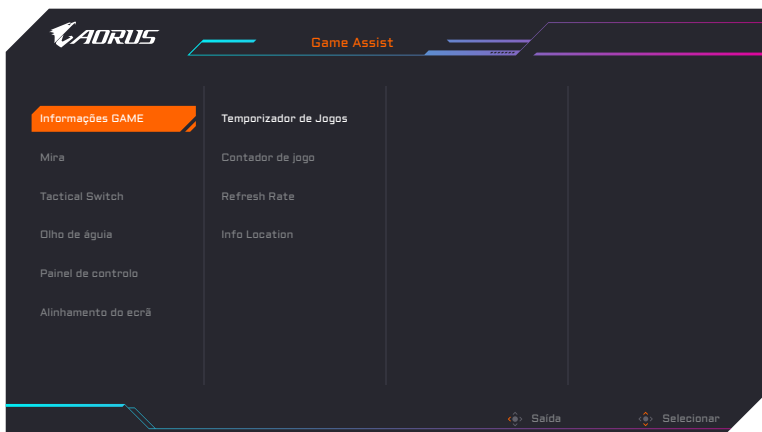 AORUS
Game Assist
Informações GAME
Temporizador de Jogos
Mira
Contador de jogo
Tactical Switch
Refresh Rate
Olho de águia
Info Location
Painel de controlo
Alinhamento do ecrã
Saída
Selecionar